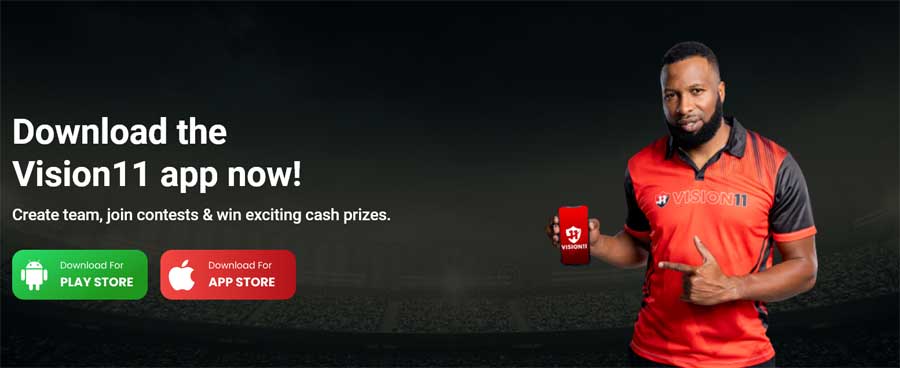 Download the
Vision11 app now!
Create team, join contests & win exciting cash prizes.
Download For
PLAY STORE
Download For
APP STORE
VISION11
VISION11